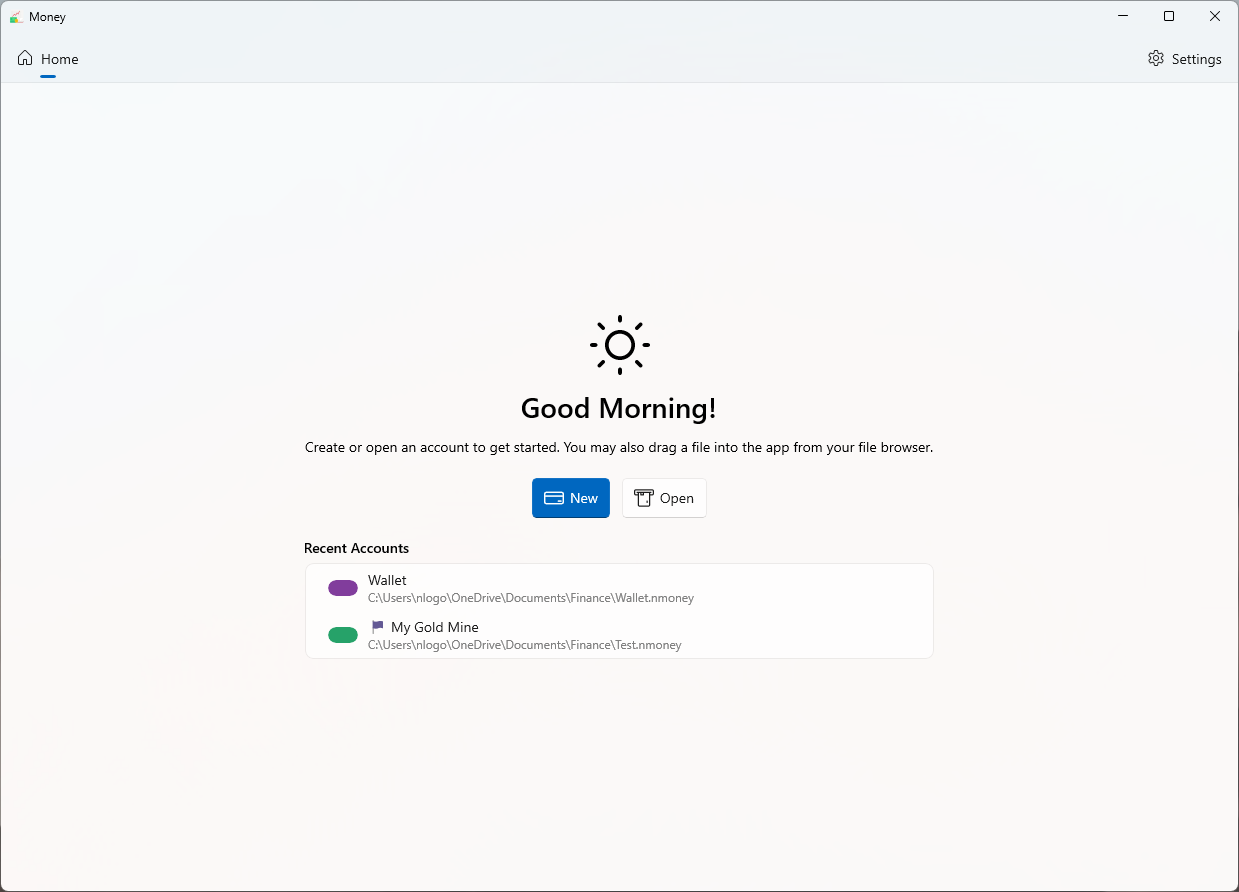 Money
Home
Settings
Good Morning!
Create or open an account to get started. You may also drag a file into the app from your file browser.
New
Open
Recent Accounts
Wallet
C:\Users\nlogo\OneDrive\Documents\Finance\Wallet.nmoney
My Gold Mine
C:\Users\nlogo\OneDrive\Documents\Finance\Test.nmoney